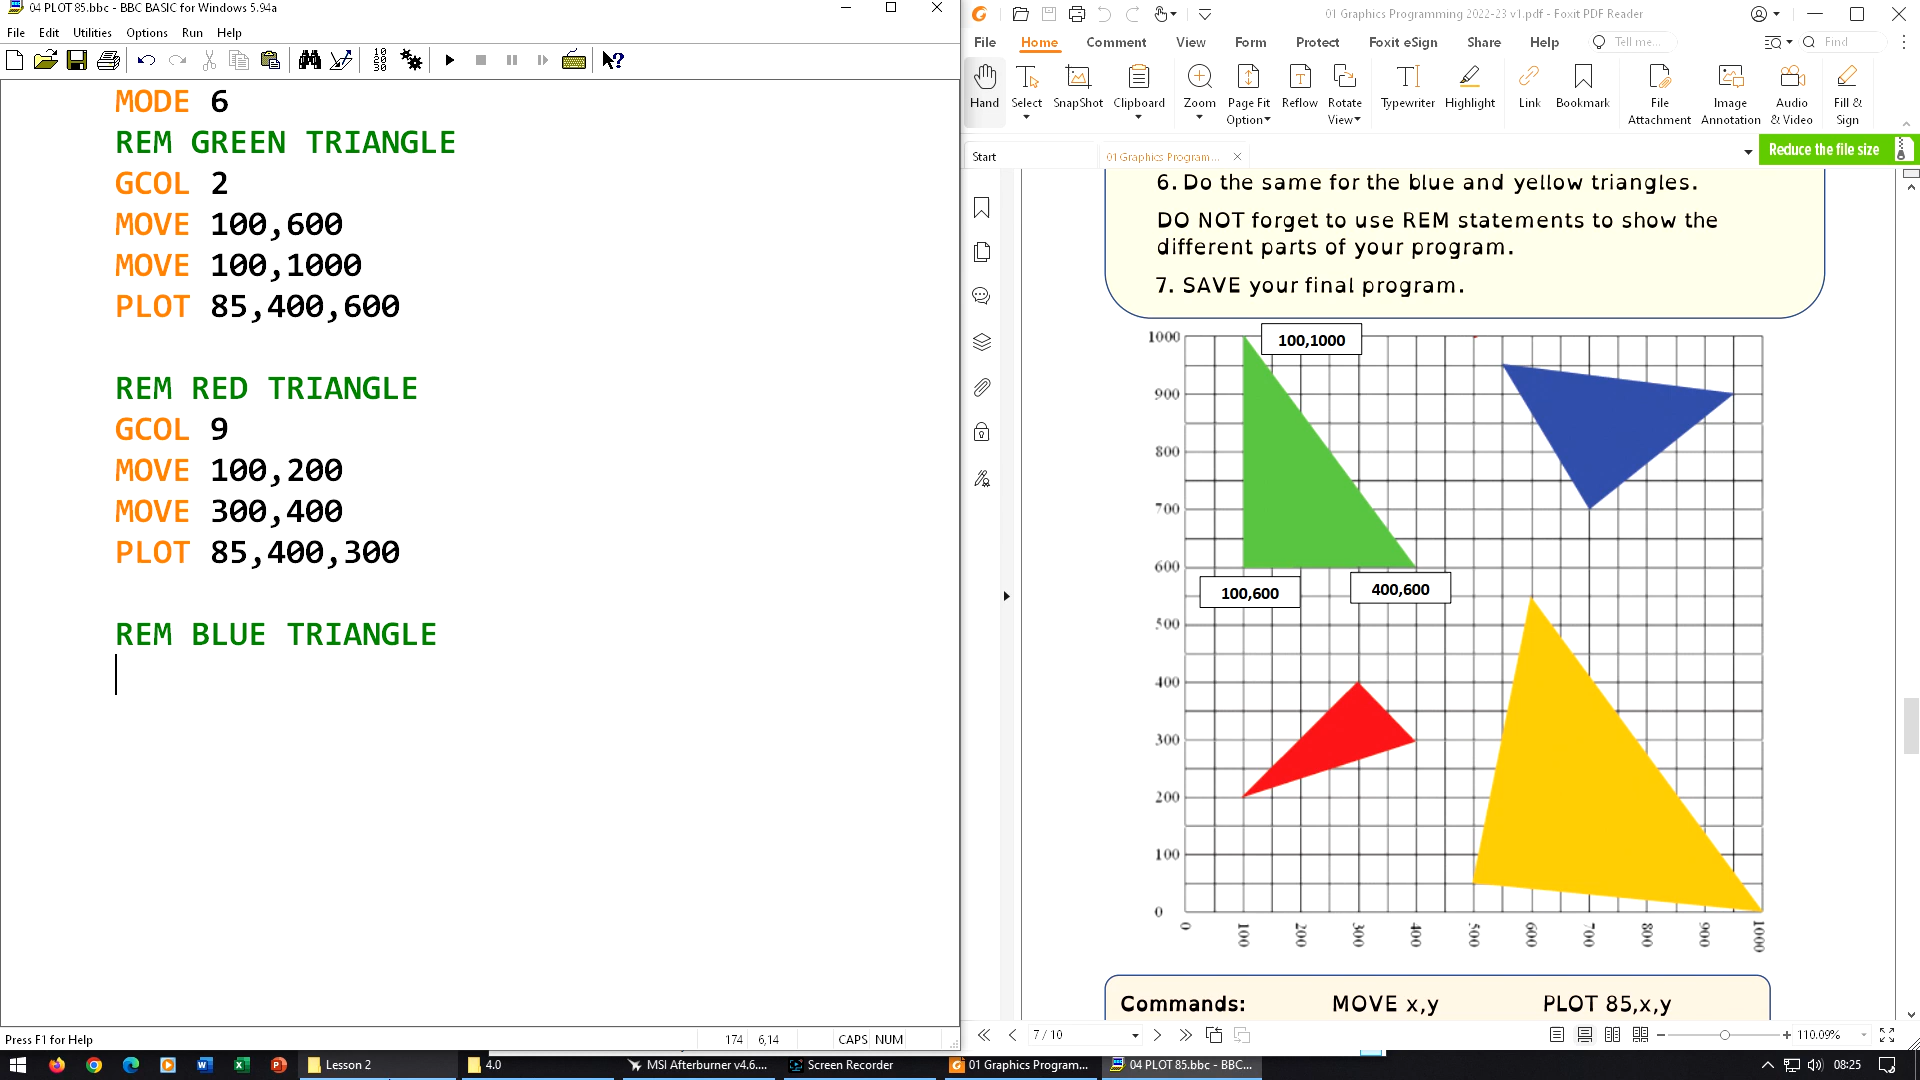 04 PLOT 85.bbc - BBC BASIC for Windows 5.94a
File Edit Utilities Options Run Help
10
20
30
MODE 6
REM GREEN TRIANGLE
GCOL 2
MOVE 100,600
MOVE 100,1000
PLOT 85,400,600
REM RED TRIANGLE
GCOL 9
MOVE 100,200
MOVE 300,400
PLOT 85,400,300
REM BLUE TRIANGLE
Press F1 for Help
174 6,14 CAPS NUM
01 Graphics Programming 2022-23 v1.pdf - Foxit PDF Reader
File Home Comment View Form Protect Foxit eSign Share Help Tell me... Find
Hand Select SnapShot Clipboard Zoom Page Fit Option Reflow Rotate View Typewriter Highlight Link Bookmark File Attachment Image Annotation Audio & Video Fill & Sign
Start 01 Graphics Program... Reduce the file size
6. Do the same for the blue and yellow triangles.
DO NOT forget to use REM statements to show the
different parts of your program.
7. SAVE your final program.
1000
100,1000
900
800
700
600
100,600
400,600
500
400
300
200
100
0
0 100 200 300 400 500 600 700 800 900 1000
Commands: MOVE x,y PLOT 85,x,y
7 / 10 110.09%
Lesson 2 4.0 MSI Afterburner v4.6.... Screen Recorder 01 Graphics Program... 04 PLOT 85.bbc - BBC... 08:25